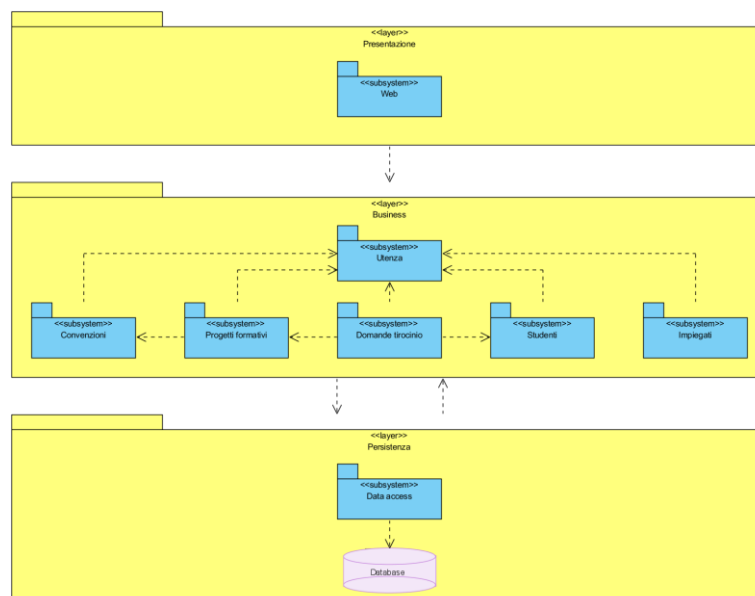 <<layer>>
Presentazione
<<subsystem>>
Web
<<layer>>
Business
<<subsystem>>
Utenza
<<subsystem>>
Convenzioni
<<subsystem>>
Progetti formativi
<<subsystem>>
Domande tirocinio
<<subsystem>>
Studenti
<<subsystem>>
Impiegati
<<layer>>
Persistenza
<<subsystem>>
Data access
Database